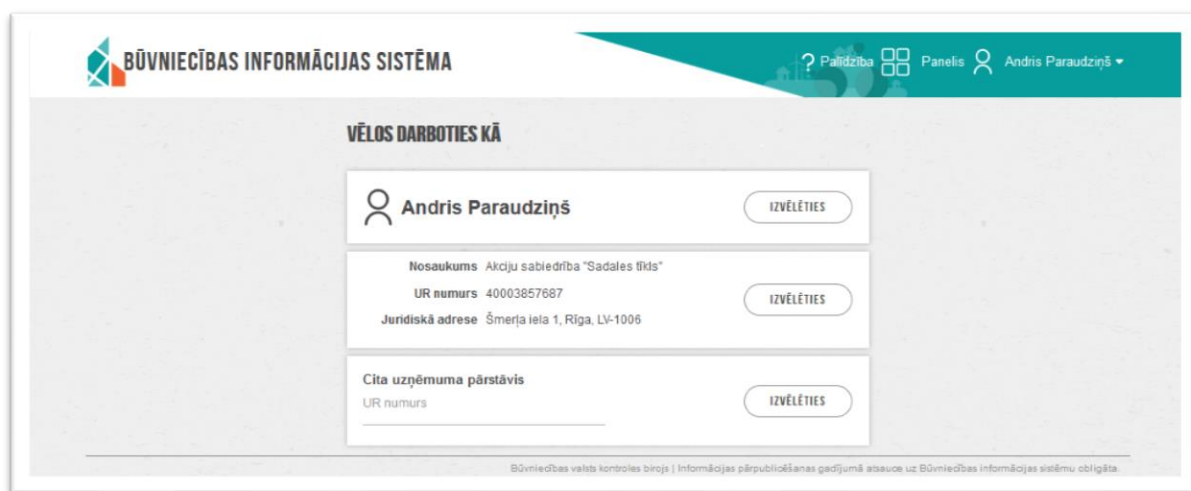 BŪVNIECĪBAS INFORMĀCIJAS SISTĒMA
? Palīdzība Panelis Andris Paraudziņš
VĒLOS DARBOTIES KĀ
Andris Paraudziņš IZVĒLĒTIES
Nosaukums Akciju sabiedrība "Sadales tīkls"
UR numurs 40003857687 IZVĒLĒTIES
Juridiskā adrese Šmerļa iela 1, Rīga, LV-1006
Cita uzņēmuma pārstāvis
UR numurs IZVĒLĒTIES
Būvniecības valsts kontroles birojs | Informācijas pārpublicēšanas gadījumā atsauce uz Būvniecības informācijas sistēmu obligāta.